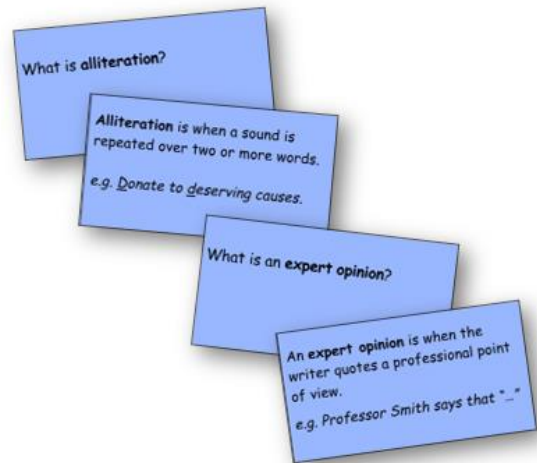 What is alliteration?
Alliteration is when a sound is
repeated over two or more words.
e.g. Donate to deserving causes.
What is an expert opinion?
An expert opinion is when the
writer quotes a professional point
of view.
e.g. Professor Smith says that "…"